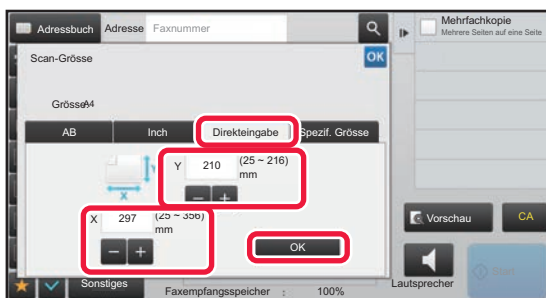 Adressbuch Adresse Faxnummer
Mehrfachkopie
Mehrere Seiten auf eine Seite
Scan-Grösse
OK
Grösse A4
AB Inch Direkteingabe Spezif. Grösse
Y 210 (25 ~ 216)
mm
Y
X
X 297 (25 ~ 356)
mm
OK
Vorschau CA
Sonstiges
Faxempfangsspeicher : 100%
Lautsprecher
Start